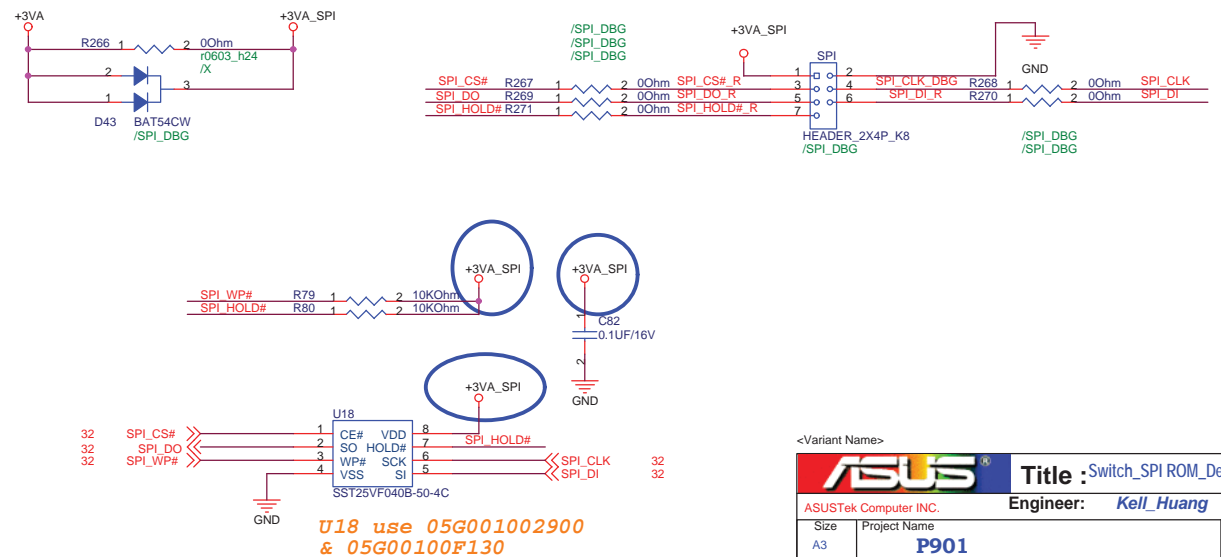 +3VA
+3VA_SPI
R266 1 2 0Ohm
r0603_h24
/X
2
3
1
D43 BAT54CW
/SPI_DBG
/SPI_DBG
/SPI_DBG
/SPI_DBG
+3VA_SPI
GND
SPI
SPI_CS# R267 1 2 0Ohm SPI_CS#_R 3
SPI_DO R269 1 2 0Ohm SPI_DO_R 5
SPI_HOLD# R271 1 2 0Ohm SPI_HOLD#_R 7
1 2
4 SPI_CLK_DBG R268 1 2 0Ohm SPI_CLK
6 SPI_DI_R R270 1 2 0Ohm SPI_DI
HEADER_2X4P_K8
/SPI_DBG
/SPI_DBG
/SPI_DBG
+3VA_SPI
SPI_WP# R79 1 2 10KOhm
SPI_HOLD# R80 1 2 10KOhm
+3VA_SPI
1
C82
0.1UF/16V
2
GND
+3VA_SPI
U18
32 SPI_CS# 1 CE# VDD 8
32 SPI_DO 2 SO HOLD# 7 SPI_HOLD#
32 SPI_WP# 3 WP# SCK 6 SPI_CLK 32
4 VSS SI 5 SPI_DI 32
SST25VF040B-50-4C
GND
U18 use 05G001002900
& 05G00100F130
<Variant Name>
ASUS®
Title : Switch_SPI ROM_De
ASUSTek Computer INC.
Engineer: Kell_Huang
Size Project Name
A3 P901